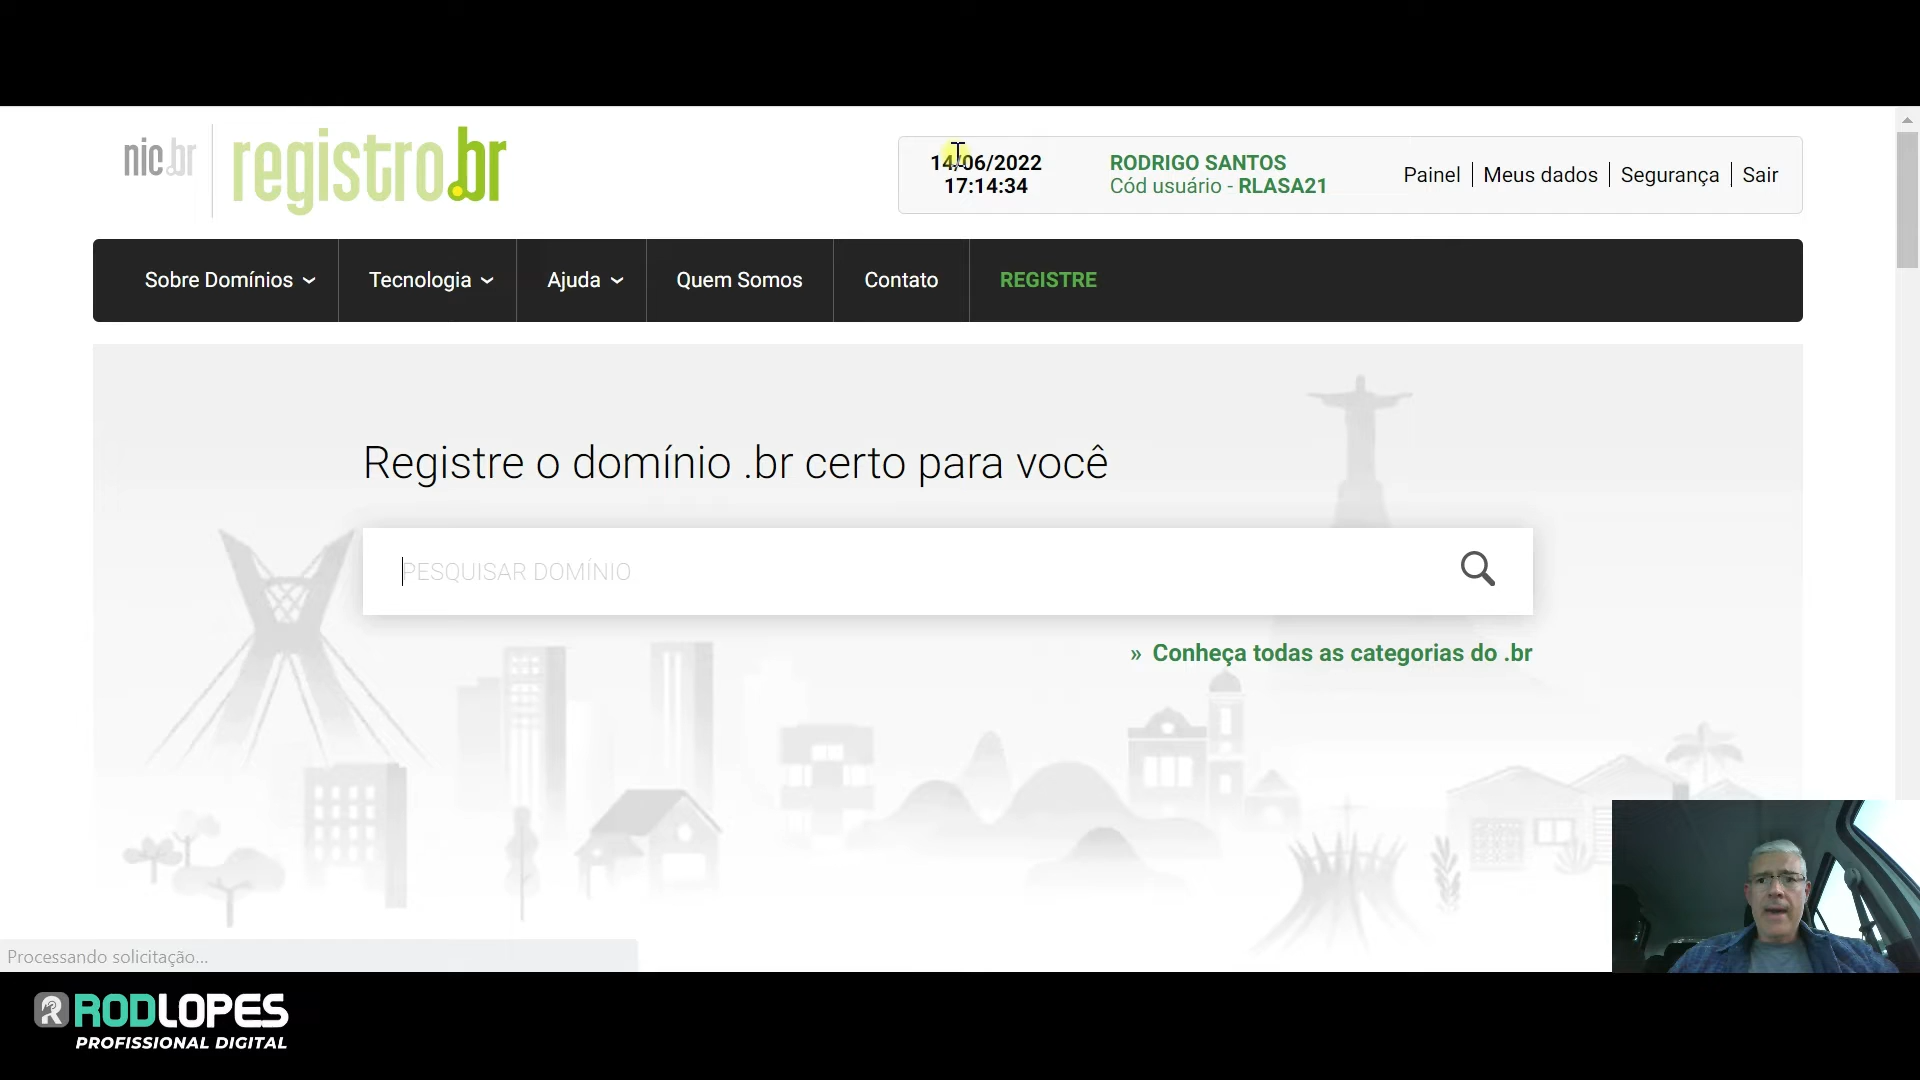 nic.br registro.br
14/06/2022
17:14:34
RODRIGO SANTOS
Cód usuário - RLASA21
Painel Meus dados Segurança Sair
Sobre Domínios Tecnologia Ajuda Quem Somos Contato REGISTRE
Registre o domínio .br certo para você
PESQUISAR DOMÍNIO
» Conheça todas as categorias do .br
Processando solicitação...
RODLOPES
PROFISSIONAL DIGITAL